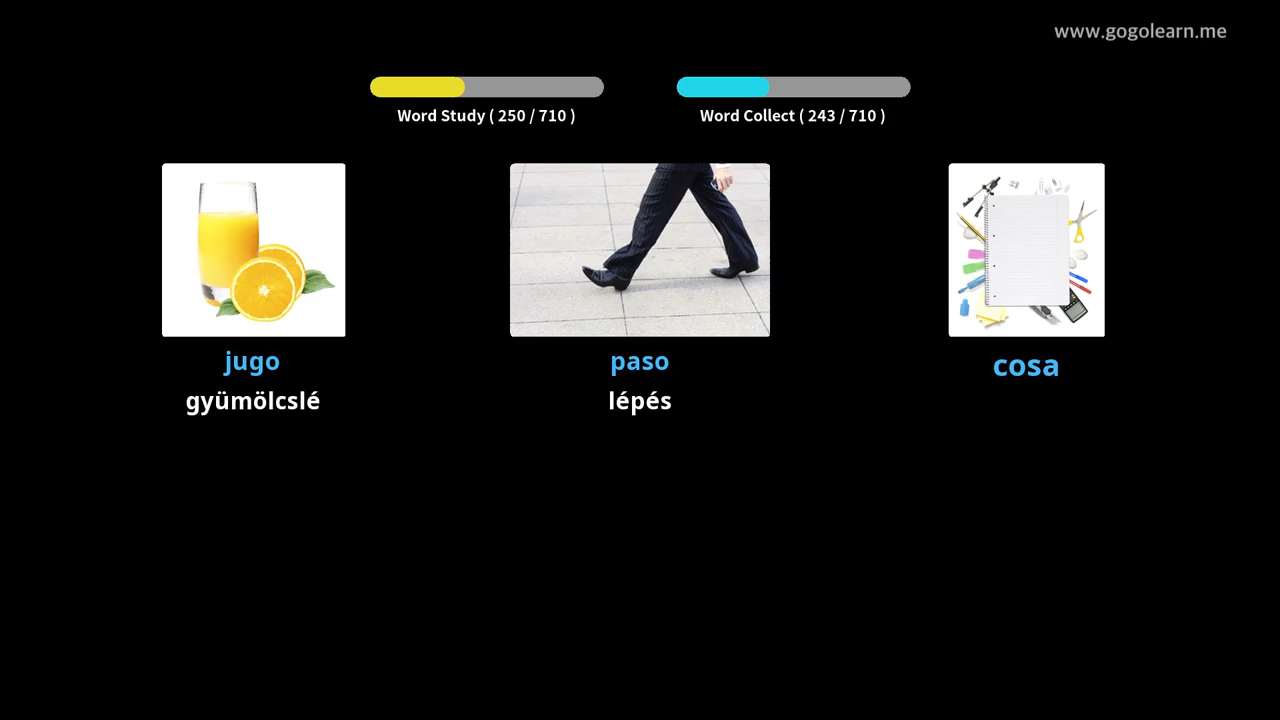 www.gogolearn.me
Word Study ( 250 / 710 )
Word Collect ( 243 / 710 )
jugo
gyümölcslé
paso
lépés
cosa